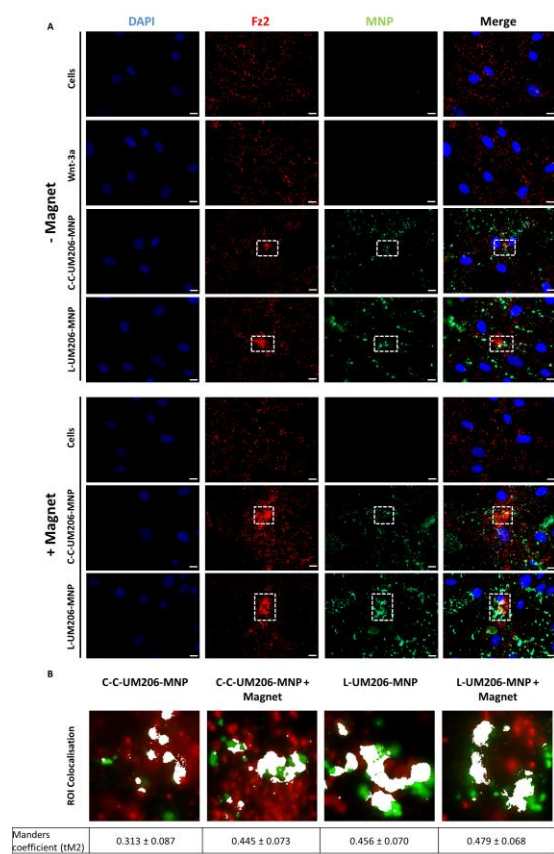 A
DAPI Fz2 MNP Merge
- Magnet
Cells
Wnt-3a
C-C-UM206-MNP
L-UM206-MNP
+ Magnet
Cells
C-C-UM206-MNP
L-UM206-MNP
B
C-C-UM206-MNP C-C-UM206-MNP + Magnet L-UM206-MNP L-UM206-MNP + Magnet
ROI Colocalisation
Manders coefficient (tM2) 0.313 ± 0.087 0.445 ± 0.073 0.456 ± 0.070 0.479 ± 0.068